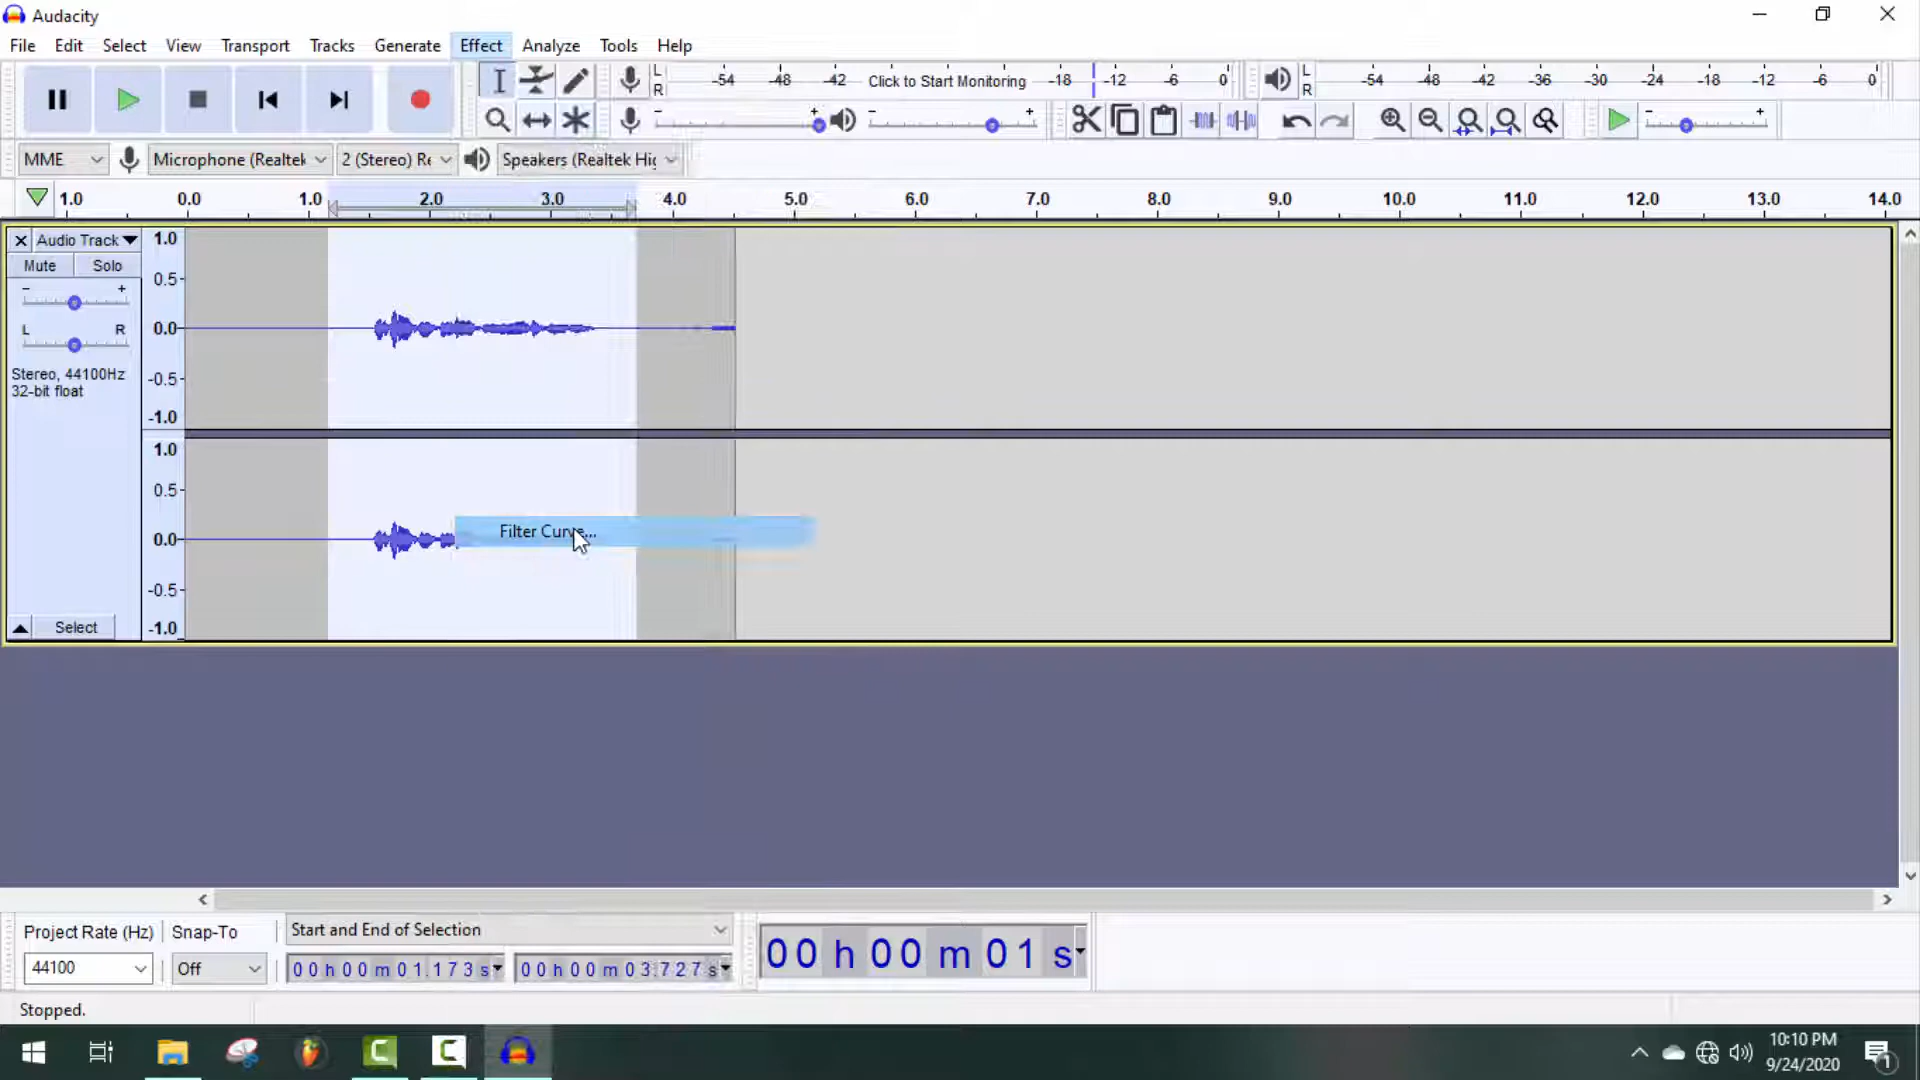 Audacity
File Edit Select View Transport Tracks Generate Effect Analyze Tools Help
L R -54 -48 -42 Click to Start Monitoring -18 -12 -6 0 L R -54 -48 -42 -36 -30 -24 -18 -12 -6 0
- + - + - +
MME Microphone (Realtek 2 (Stereo) Re Speakers (Realtek Hig
1.0 0.0 1.0 2.0 3.0 4.0 5.0 6.0 7.0 8.0 9.0 10.0 11.0 12.0 13.0 14.0
Audio Track 1.0
Mute Solo
- + 0.5
L R 0.0
Stereo, 44100Hz
32-bit float
-0.5
-1.0
1.0
0.5
0.0
Filter Curve...
-0.5
Select -1.0
Project Rate (Hz) Snap-To Start and End of Selection
44100 Off 00 h 00 m 01.173 s 00 h 00 m 03.727 s 00 h 00 m 01 s
Stopped.
10:10 PM
9/24/2020
1